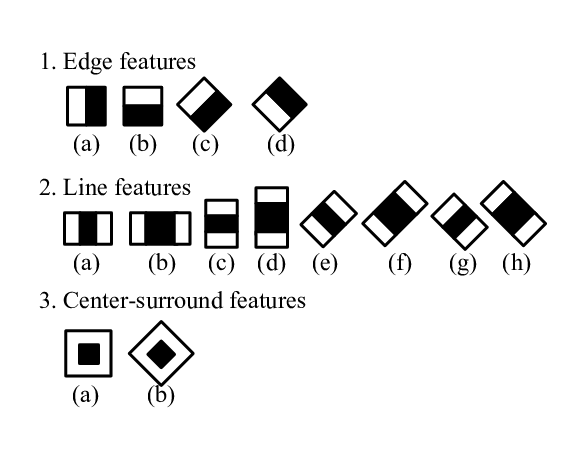 1. Edge features
(a) (b) (c) (d)
2. Line features
(a) (b) (c) (d) (e) (f) (g) (h)
3. Center-surround features
(a) (b)